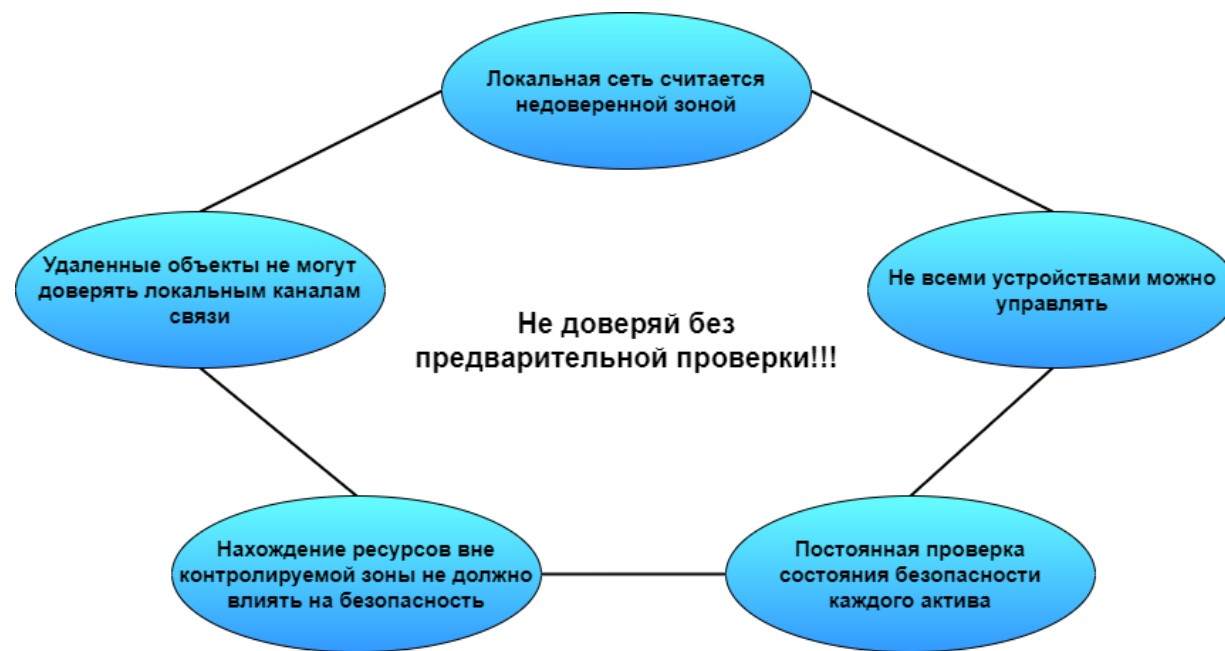 Локальная сеть считается
недоверенной зоной
Удаленные объекты не могут
доверять локальным каналам
связи
Не всеми устройствами можно
управлять
Не доверяй без
предварительной проверки!!!
Нахождение ресурсов вне
контролируемой зоны не должно
влиять на безопасность
Постоянная проверка
состояния безопасности
каждого актива